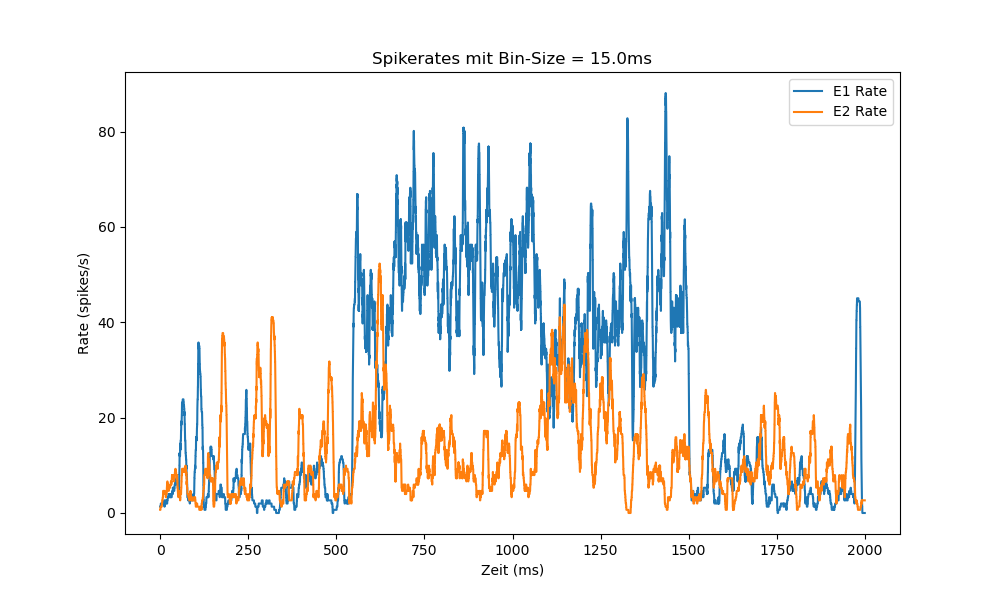 Spikerates mit Bin-Size = 15.0ms
E1 Rate
E2 Rate
Rate (spikes/s)
80
60
40
20
0
0 250 500 750 1000 1250 1500 1750 2000
Zeit (ms)